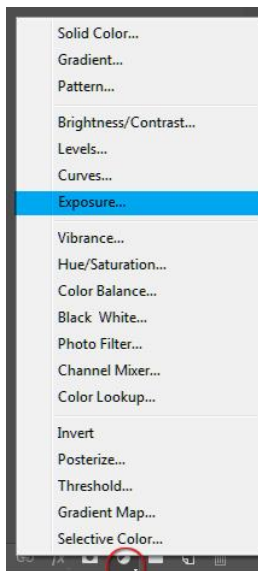 Solid Color...
Gradient...
Pattern...
Brightness/Contrast...
Levels...
Curves...
Exposure...
Vibrance...
Hue/Saturation...
Color Balance...
Black  White...
Photo Filter...
Channel Mixer...
Color Lookup...
Invert
Posterize...
Threshold...
Gradient Map...
Selective Color...
fx